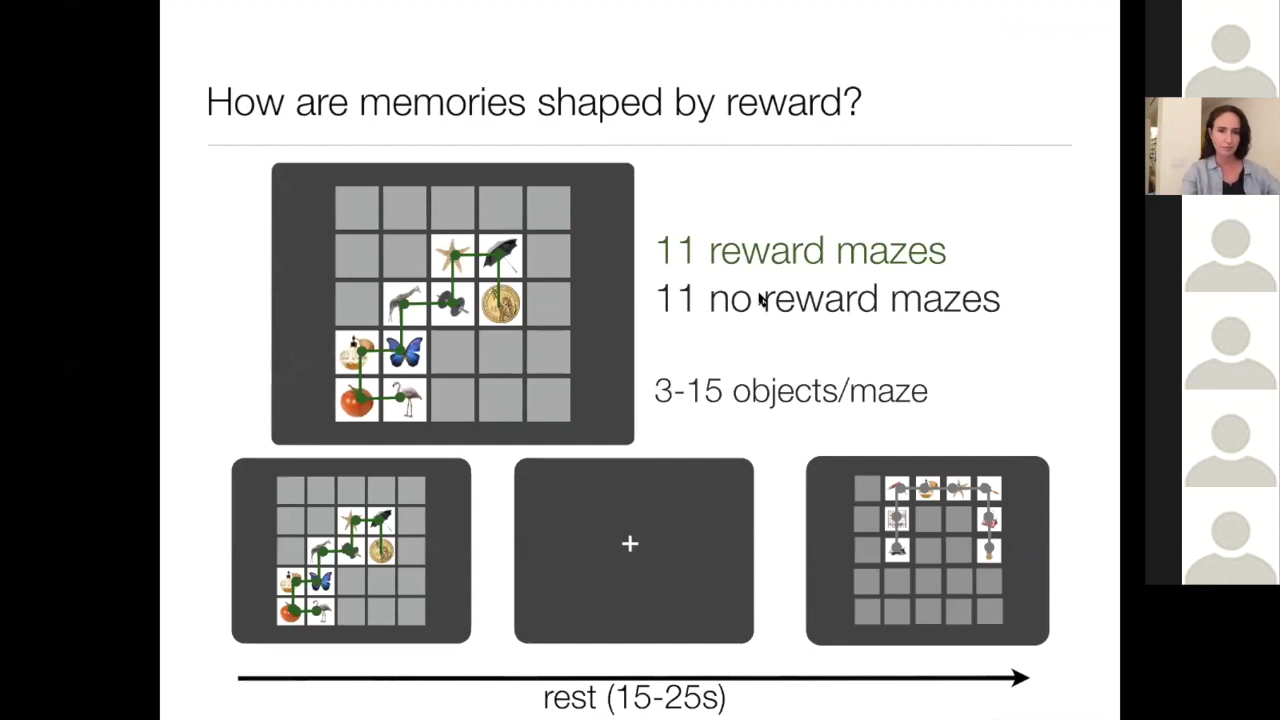 How are memories shaped by reward?
11 reward mazes
11 no reward mazes
3-15 objects/maze
+
rest (15-25s)